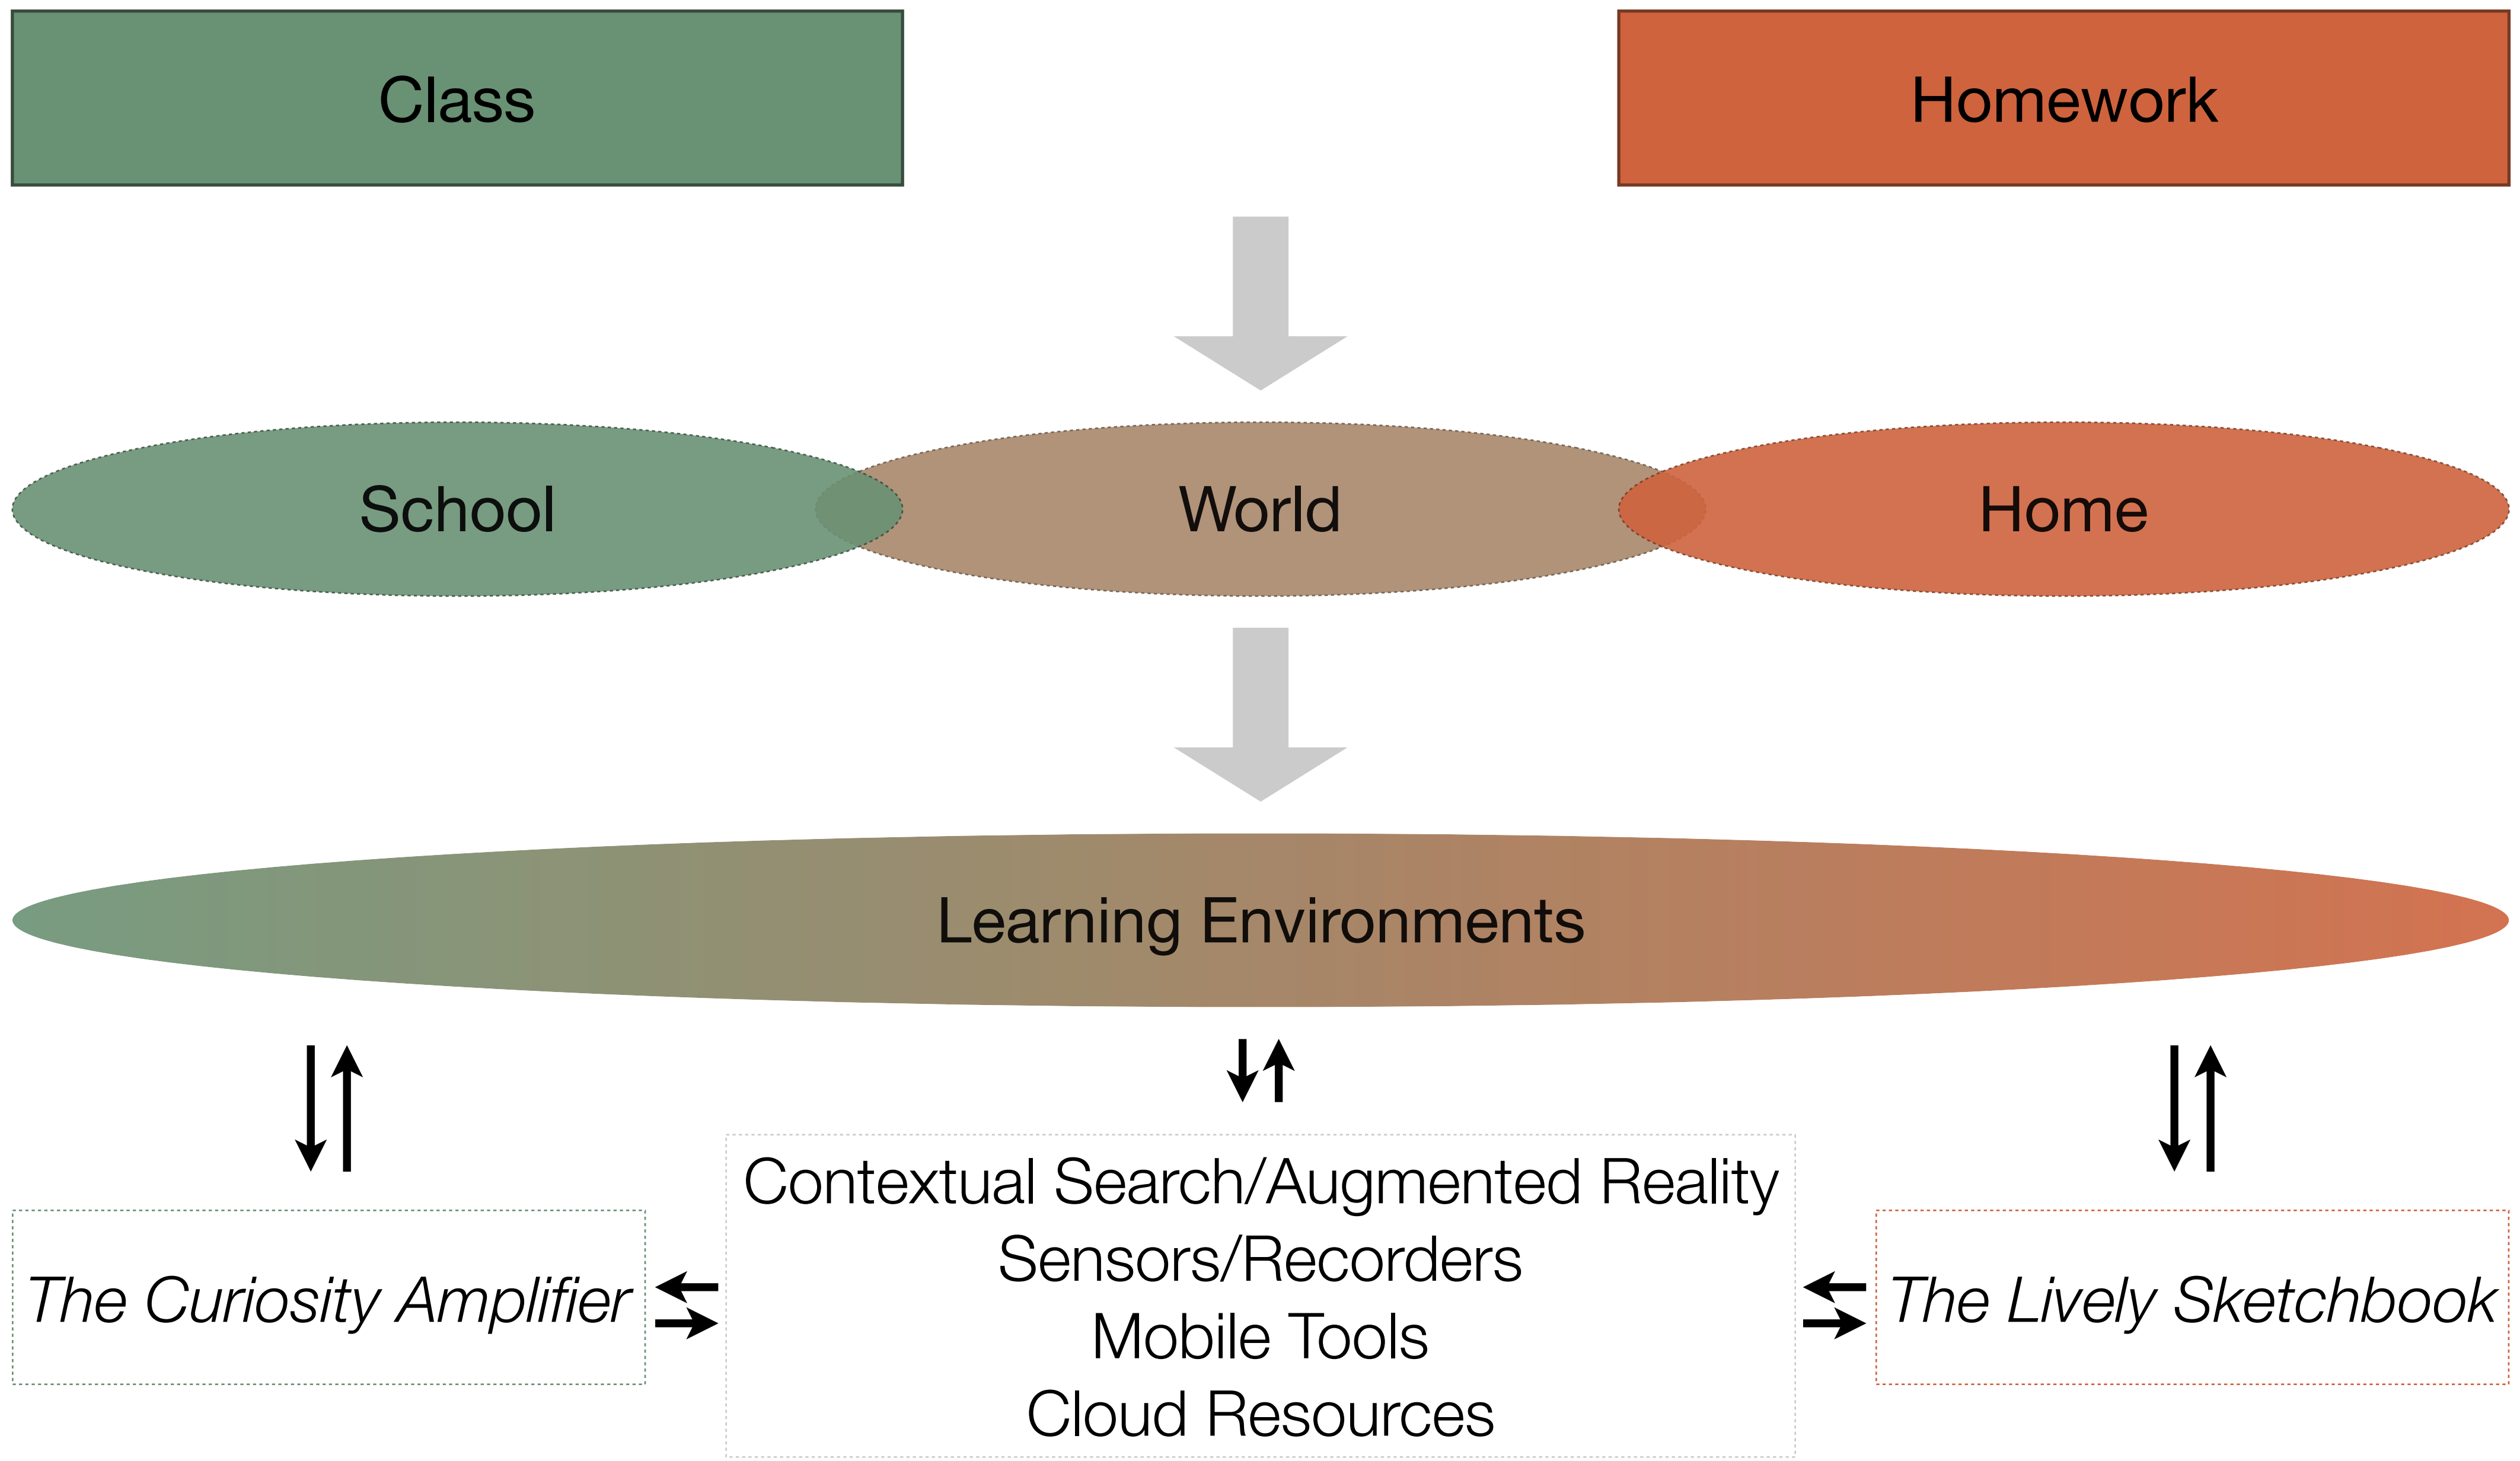 Class
Homework
School
World
Home
Learning Environments
Contextual Search/Augmented Reality
Sensors/Recorders
Mobile Tools
Cloud Resources
The Curiosity Amplifier
The Lively Sketchbook